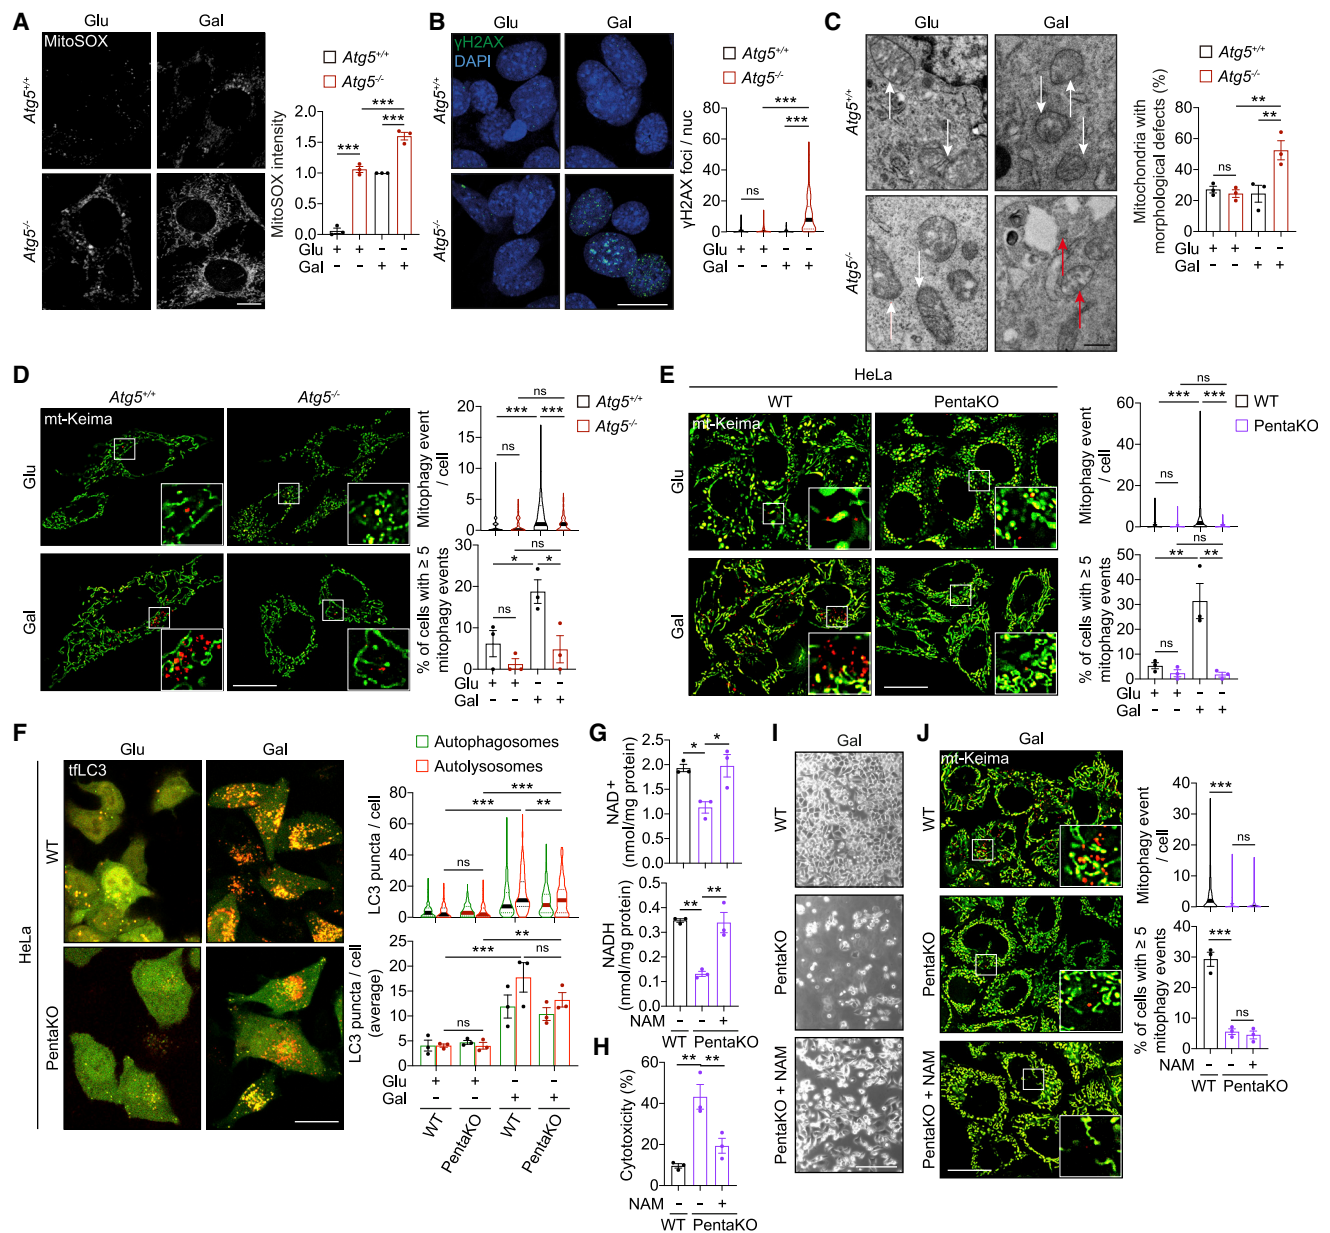 A
Glu
Gal
MitoSOX
Atg5+/+
Atg5-/-
Atg5+/+
Atg5-/-
MitoSOX intensity
2.0
1.5
1.0
0.5
0
***
***
***
Glu + + - -
Gal - - + +
B
Glu
Gal
γH2AX
DAPI
Atg5+/+
Atg5-/-
Atg5+/+
Atg5-/-
γH2AX foci / nuc
80
60
40
20
0
***
***
ns
Glu + + - -
Gal - - + +
C
Glu
Gal
Atg5+/+
Atg5-/-
Atg5+/+
Atg5-/-
Mitochondria with
morphological defects (%)
80
60
40
20
0
**
**
ns
Glu + + - -
Gal - - + +
D
Atg5+/+
Atg5-/-
mt-Keima
Glu
Gal
Atg5+/+
Atg5-/-
Mitophagy event
/ cell
20
15
10
5
0
ns
***
***
ns
% of cells with ≥ 5
mitophagy events
30
20
10
0
ns
*
*
ns
Glu + + - -
Gal - - + +
E
HeLa
WT
PentaKO
mt-Keima
Glu
Gal
WT
PentaKO
Mitophagy event
/ cell
60
40
20
0
ns
***
***
ns
% of cells with ≥ 5
mitophagy events
50
40
30
20
10
0
ns
**
**
ns
Glu + + - -
Gal - - + +
F
Glu
Gal
tfLC3
HeLa
WT
PentaKO
Autophagosomes
Autolysosomes
LC3 puncta / cell
80
60
40
20
0
***
***
**
ns
LC3 puncta / cell
(average)
25
20
15
10
5
0
**
***
ns
ns
Glu + + - -
Gal - - + +
WT
PentaKO
WT
PentaKO
G
NAD+
(nmol/mg protein)
2.5
2.0
1.5
1.0
0.5
0.0
*
*
NADH
(nmol/mg protein)
0.4
0.3
0.2
0.1
0.0
**
**
NAM - - +
WT PentaKO
H
Cytotoxicity (%)
60
40
20
0
** **
NAM - - +
WT PentaKO
I
Gal
WT
PentaKO
PentaKO + NAM
J
Gal
mt-Keima
WT
PentaKO
PentaKO + NAM
Mitophagy event
/ cell
40
30
20
10
0
***
ns
% of cells with ≥ 5
mitophagy events
40
30
20
10
0
***
ns
NAM - - +
WT PentaKO